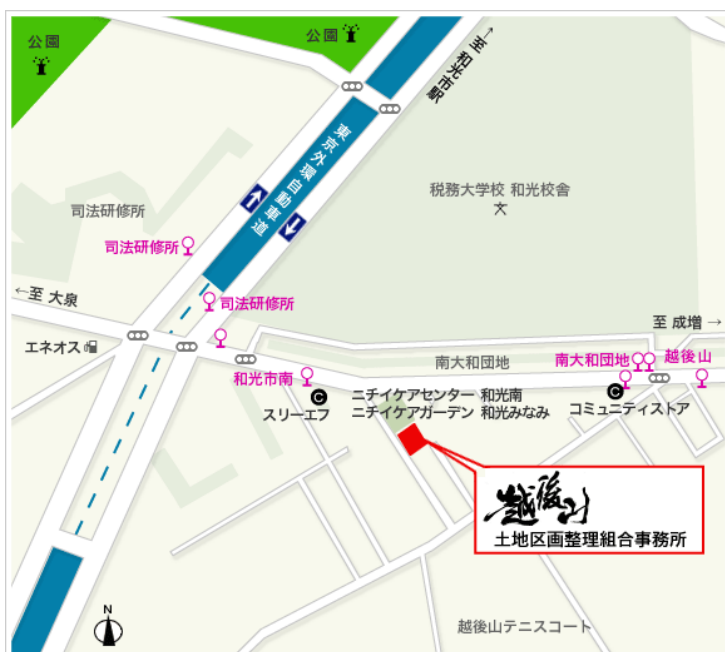 公園
公園
→至 和光市駅
東京外環自動車道
税務大学校 和光校舎
文
司法研修所
司法研修所
←至 大泉
司法研修所
至 成増 →
エネオス
南大和団地
南大和団地
越後山
和光市南
C
スリーエフ
ニチイケアセンター 和光南
ニチイケアガーデン 和光みなみ
C
コミュニティストア
越後山
土地区画整理組合事務所
N
越後山テニスコート